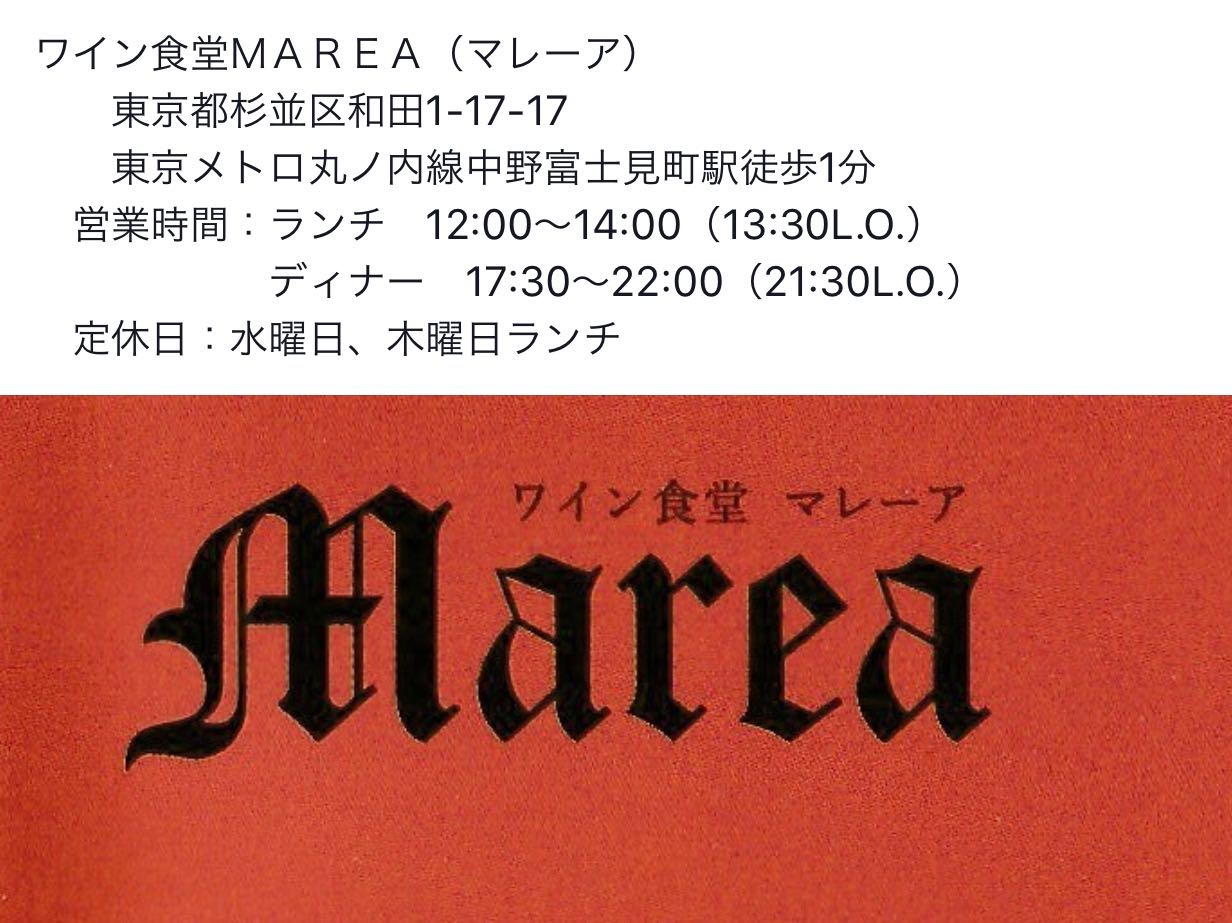 ワイン食堂ＭＡＲＥＡ（マレーア）
東京都杉並区和田1-17-17
東京メトロ丸ノ内線中野富士見町駅徒歩1分
営業時間：ランチ　12:00〜14:00（13:30L.O.）
ディナー　17:30〜22:00（21:30L.O.）
定休日：水曜日、木曜日ランチ
ワイン食堂 マレーア
Marea